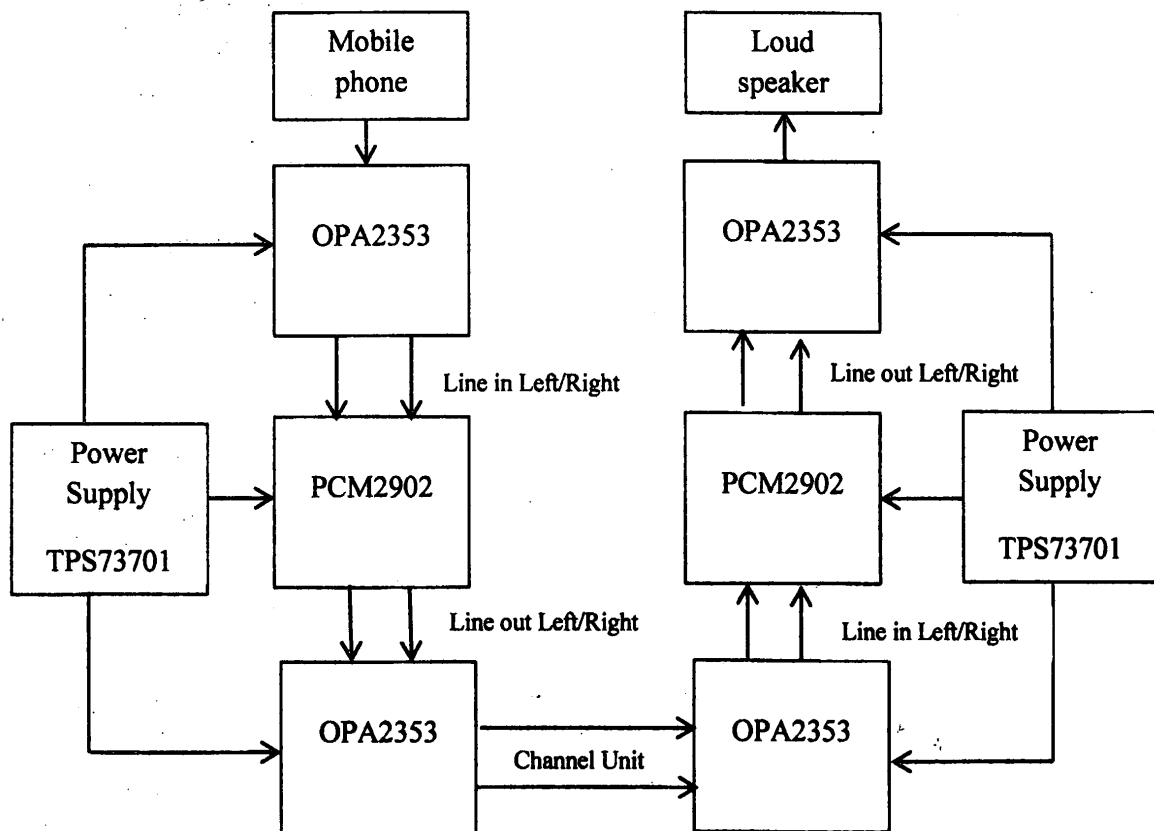 Mobile
phone
Loud
speaker
OPA2353
OPA2353
Line in Left/Right
Line out Left/Right
Power
Supply
TPS73701
PCM2902
PCM2902
Power
Supply
TPS73701
Line out Left/Right
Line in Left/Right
OPA2353
Channel Unit
OPA2353